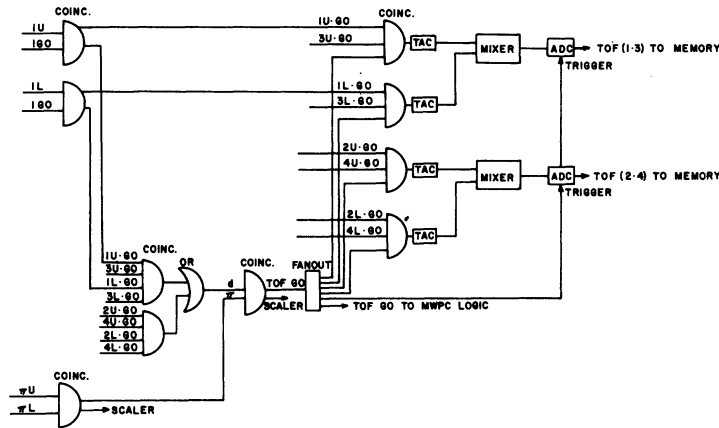 COINC.
COINC.
1U
1GO
1U·GO
3U·GO
TAC
MIXER
ADC
TOF (1·3) TO MEMORY
TRIGGER
1L
1GO
1L·GO
3L·GO
TAC
2U·GO
4U·GO
TAC
MIXER
ADC
TOF (2·4) TO MEMORY
TRIGGER
2L·GO
4L·GO
TAC
COINC.
OR
COINC.
FANOUT
1U·GO
3U·GO
1L·GO
3L·GO
d
π
TOF GO
SCALER
TOF GO TO MWPC LOGIC
2U·GO
4U·GO
2L·GO
4L·GO
COINC.
πU
πL
SCALER